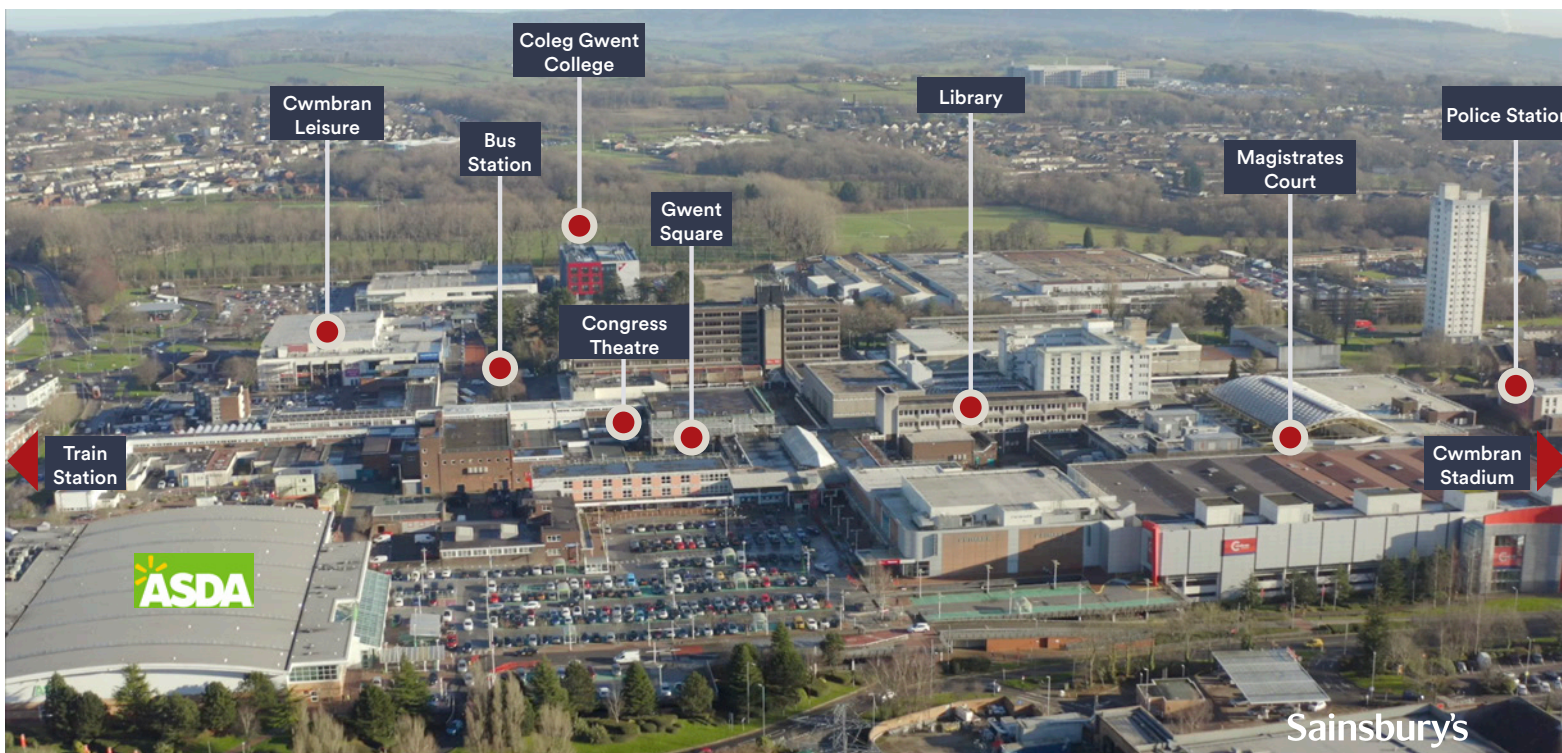 Coleg Gwent
College
Cwmbran
Leisure
Library
Police Station
Bus
Station
Magistrates
Court
Gwent
Square
Congress
Theatre
Train
Station
Cwmbran
Stadium
ASDA
Sainsbury's